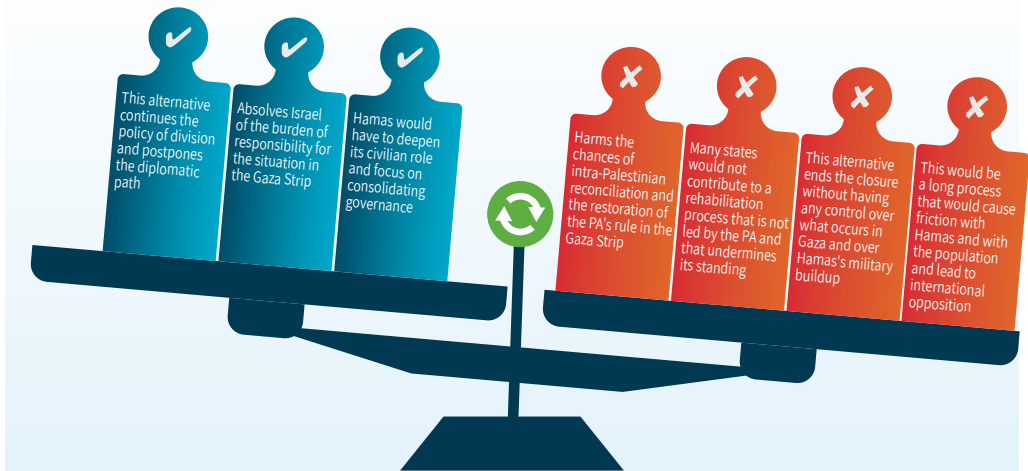 This alternative
continues the
policy of division
and postpones
the diplomatic
path
Absolves Israel
of the burden of
responsibility for
the situation in
the Gaza Strip
Hamas would
have to deepen
its civilian role
and focus on
consolidating
governance
Harms the
chances of
intra-Palestinian
reconciliation and
the restoration of
the PA's rule in the
Gaza Strip
Many states
would not
contribute to a
rehabilitation
process that is not
led by the PA and
that undermines
its standing
This alternative
ends the closure
without having
any control over
what occurs in
Gaza and over
Hamas's military
buildup
This would be
a long process
that would cause
friction with
Hamas and with
the population
and lead to
international
opposition